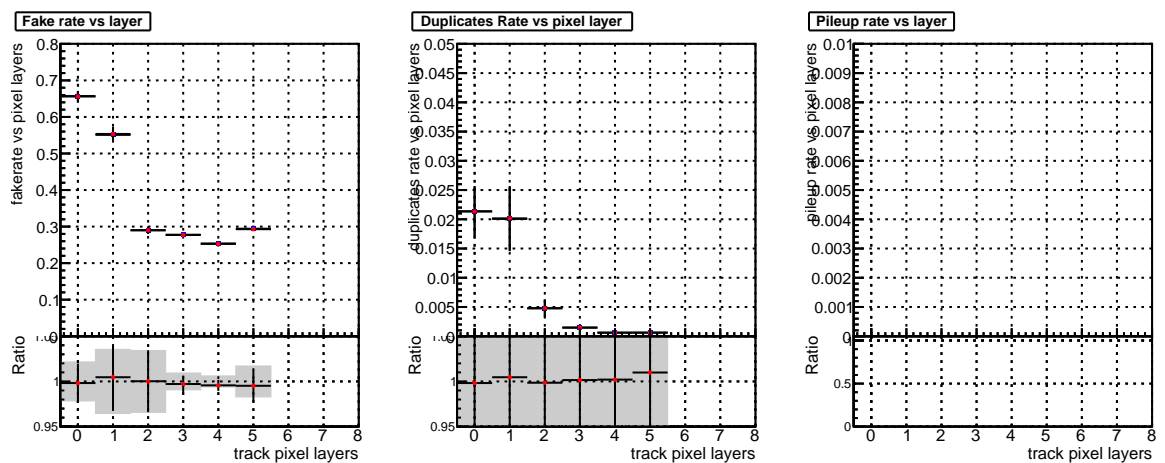 Fake rate vs layer
fakerate vs pixel layers
0.8
0.7
0.6
0.5
0.4
0.3
0.2
0.1
0
Ratio
1
0.95
0 1 2 3 4 5 6 7 8
track pixel layers
Duplicates Rate vs pixel layer
duplicates rate vs pixel layers
0.05
0.045
0.04
0.035
0.03
0.025
0.02
0.015
0.01
0.005
0
Ratio
1
0.95
0 1 2 3 4 5 6 7 8
track pixel layers
Pileup rate vs layer
pileup rate vs pixel layers
0.01
0.009
0.008
0.007
0.006
0.005
0.004
0.003
0.002
0.001
0
Ratio
0.5
0
0 1 2 3 4 5 6 7 8
track pixel layers